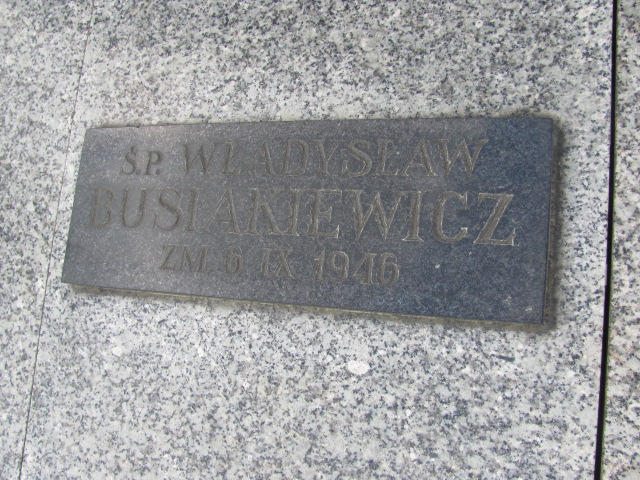 Ś.P. WŁADYSŁAW
BUSIAKIEWICZ
ZM. 6 IX 1946